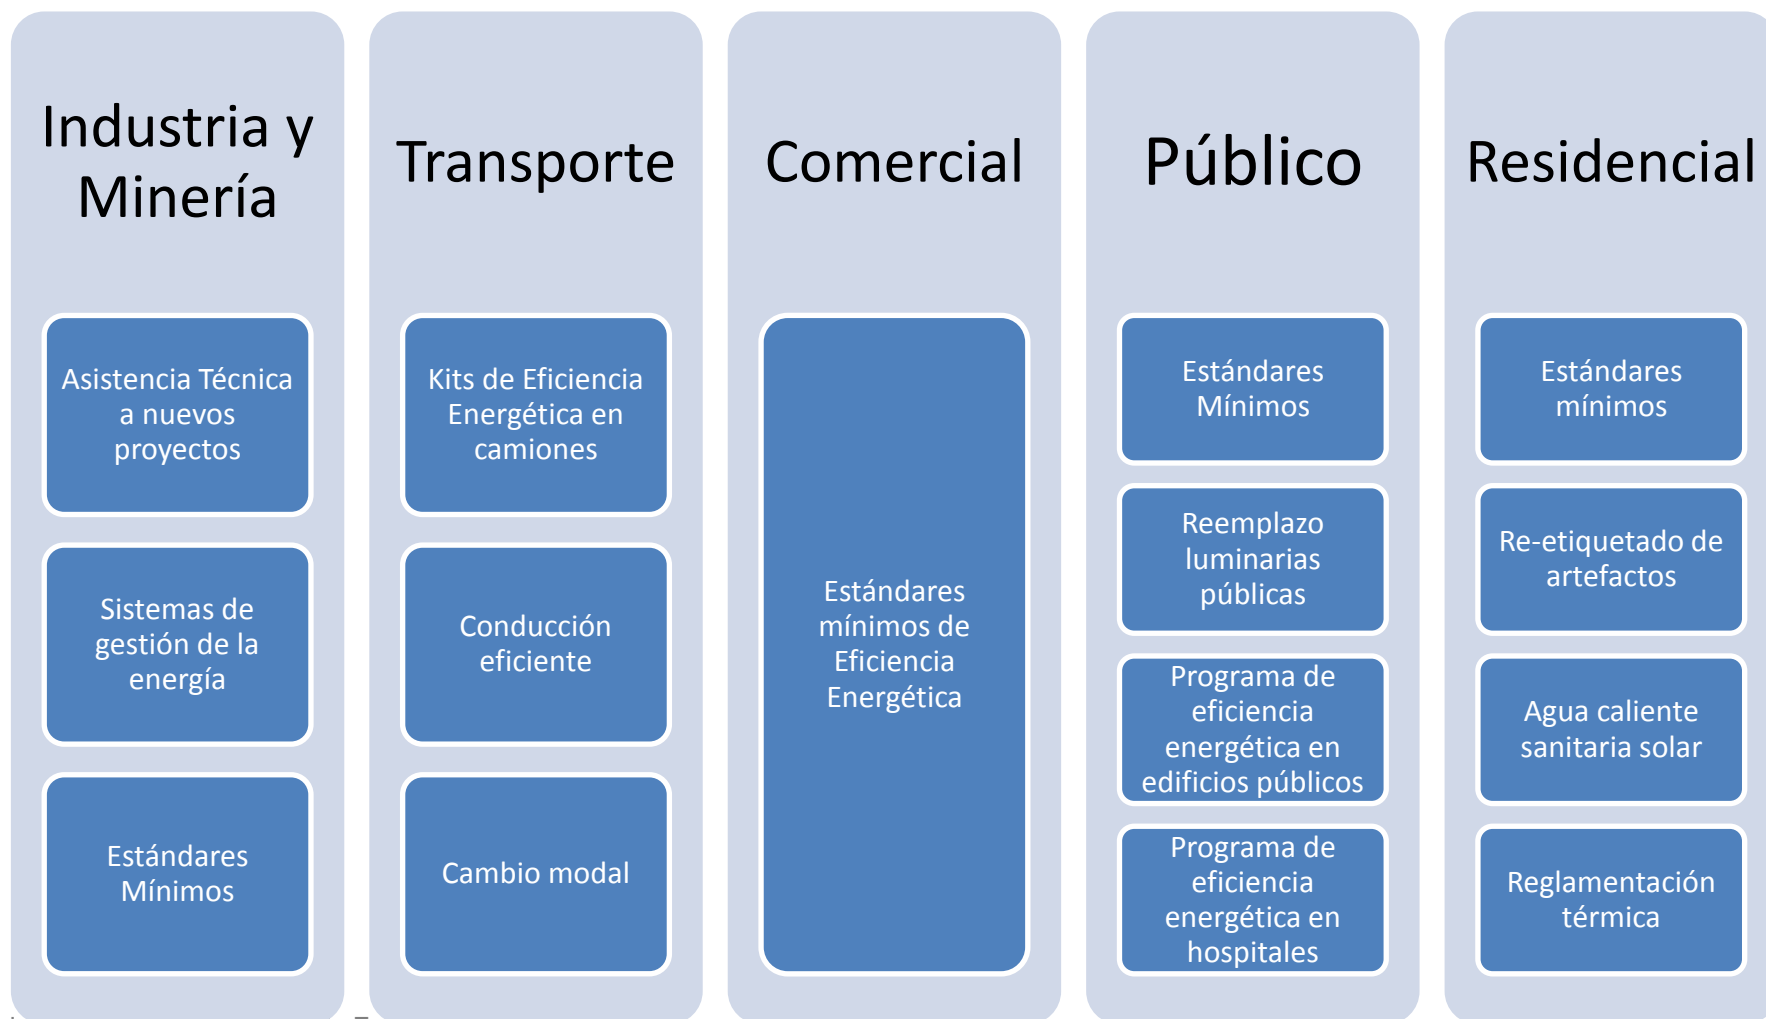 Industria y
Minería
Asistencia Técnica
a nuevos
proyectos
Sistemas de
gestión de la
energía
Estándares
Mínimos
Transporte
Kits de Eficiencia
Energética en
camiones
Conducción
eficiente
Cambio modal
Comercial
Estándares
mínimos de
Eficiencia
Energética
Público
Estándares
Mínimos
Reemplazo
luminarias
públicas
Programa de
eficiencia
energética en
edificios públicos
Programa de
eficiencia
energética en
hospitales
Residencial
Estándares
mínimos
Re-etiquetado de
artefactos
Agua caliente
sanitaria solar
Reglamentación
térmica